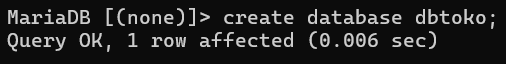 MariaDB [(none)]> create database dbtoko;
Query OK, 1 row affected (0.006 sec)